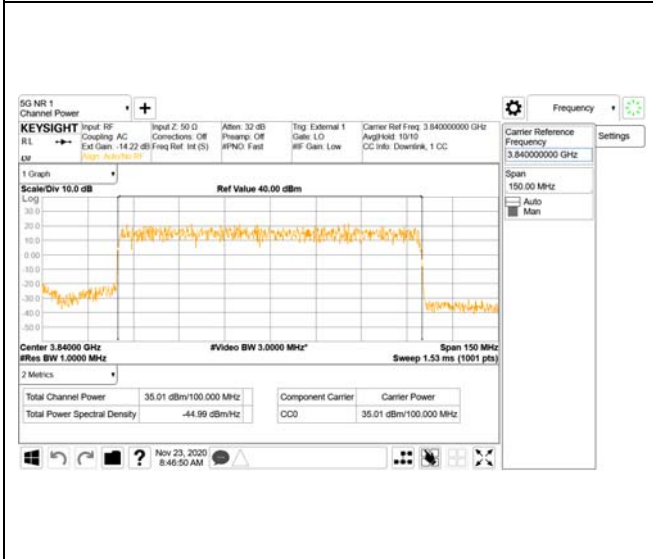 5G NR 1
Channel Power
Frequency
KEYSIGHT
RL
Input: RF
Coupling: AC
Ext Gain: -14.22 dB
Align: Auto/No RF
Input Z: 50 Ω
Corrections: Off
Freq Ref: Int (S)
Atten: 32 dB
Preamp: Off
#PNO: Fast
Trig: External 1
Gate: LO
#IF Gain: Low
Carrier Ref Freq: 3.840000000 GHz
Avg|Hold: 10/10
CC Info: Downlink, 1 CC
Carrier Reference
Frequency
3.840000000 GHz
Settings
Span
150.00 MHz
Auto
Man
1 Graph
Scale/Div 10.0 dB
Ref Value 40.00 dBm
Log
30.0
20.0
10.0
0.00
-10.0
-20.0
-30.0
-40.0
-50.0
Center 3.84000 GHz
#Video BW 3.0000 MHz*
Span 150 MHz
#Res BW 1.0000 MHz
Sweep 1.53 ms (1001 pts)
2 Metrics
Total Channel Power 35.01 dBm/100.000 MHz
Total Power Spectral Density -44.99 dBm/Hz
Component Carrier Carrier Power
CC0 35.01 dBm/100.000 MHz
Nov 23, 2020
8:46:50 AM